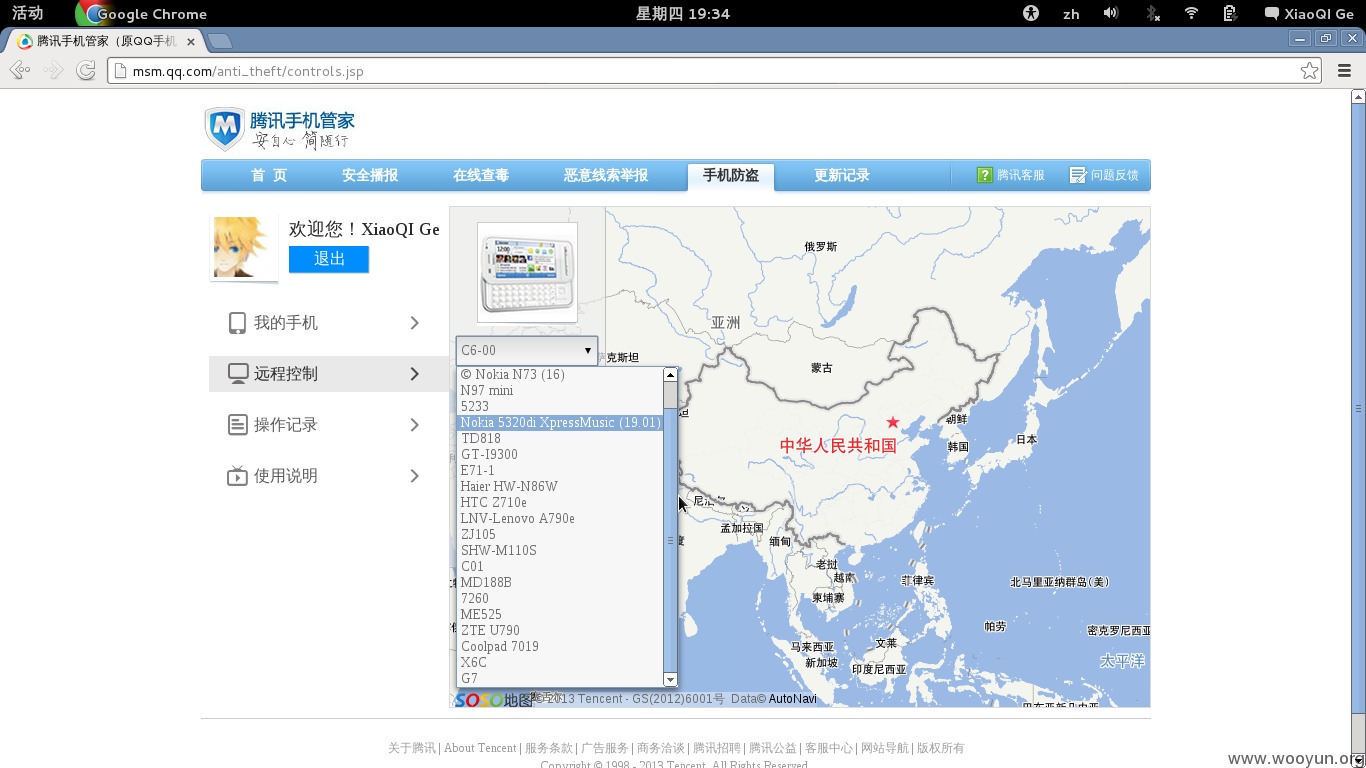 活动 Google Chrome 星期四 19:34 zh XiaoQI Ge
腾讯手机管家（原QQ手机
msm.qq.com/anti_theft/controls.jsp
M 腾讯手机管家
安自心 简随行
首 页 安全播报 在线查毒 恶意线索举报 手机防盗 更新记录 腾讯客服 问题反馈
欢迎您！XiaoQI Ge
退出
我的手机
远程控制
操作记录
使用说明
C6-00
© Nokia N73 (16)
N97 mini
5233
Nokia 5320di XpressMusic (19.01)
TD818
GT-I9300
E71-1
Haier HW-N86W
HTC Z710e
LNV-Lenovo A790e
ZJ105
SHW-M110S
C01
MD188B
7260
ME525
ZTE U790
Coolpad 7019
X6C
G7
俄罗斯
亚洲
克斯坦
蒙古
朝鲜
日本
中华人民共和国
韩国
孟加拉国
缅甸
老挝
越南
菲律宾
北马里亚纳群岛(美)
柬埔寨
帕劳
密克罗尼西亚
马来西亚
文莱
新加坡
印度尼西亚
太平洋
巴布亚新几内亚
SOSO地图 © 2013 Tencent - GS(2012)6001号 Data© AutoNavi
关于腾讯 | About Tencent | 服务条款 | 广告服务 | 商务洽谈 | 腾讯招聘 | 腾讯公益 | 客服中心 | 网站导航 | 版权所有
Copyright © 1998 - 2013 Tencent. All Rights Reserved
www.wooyun.org